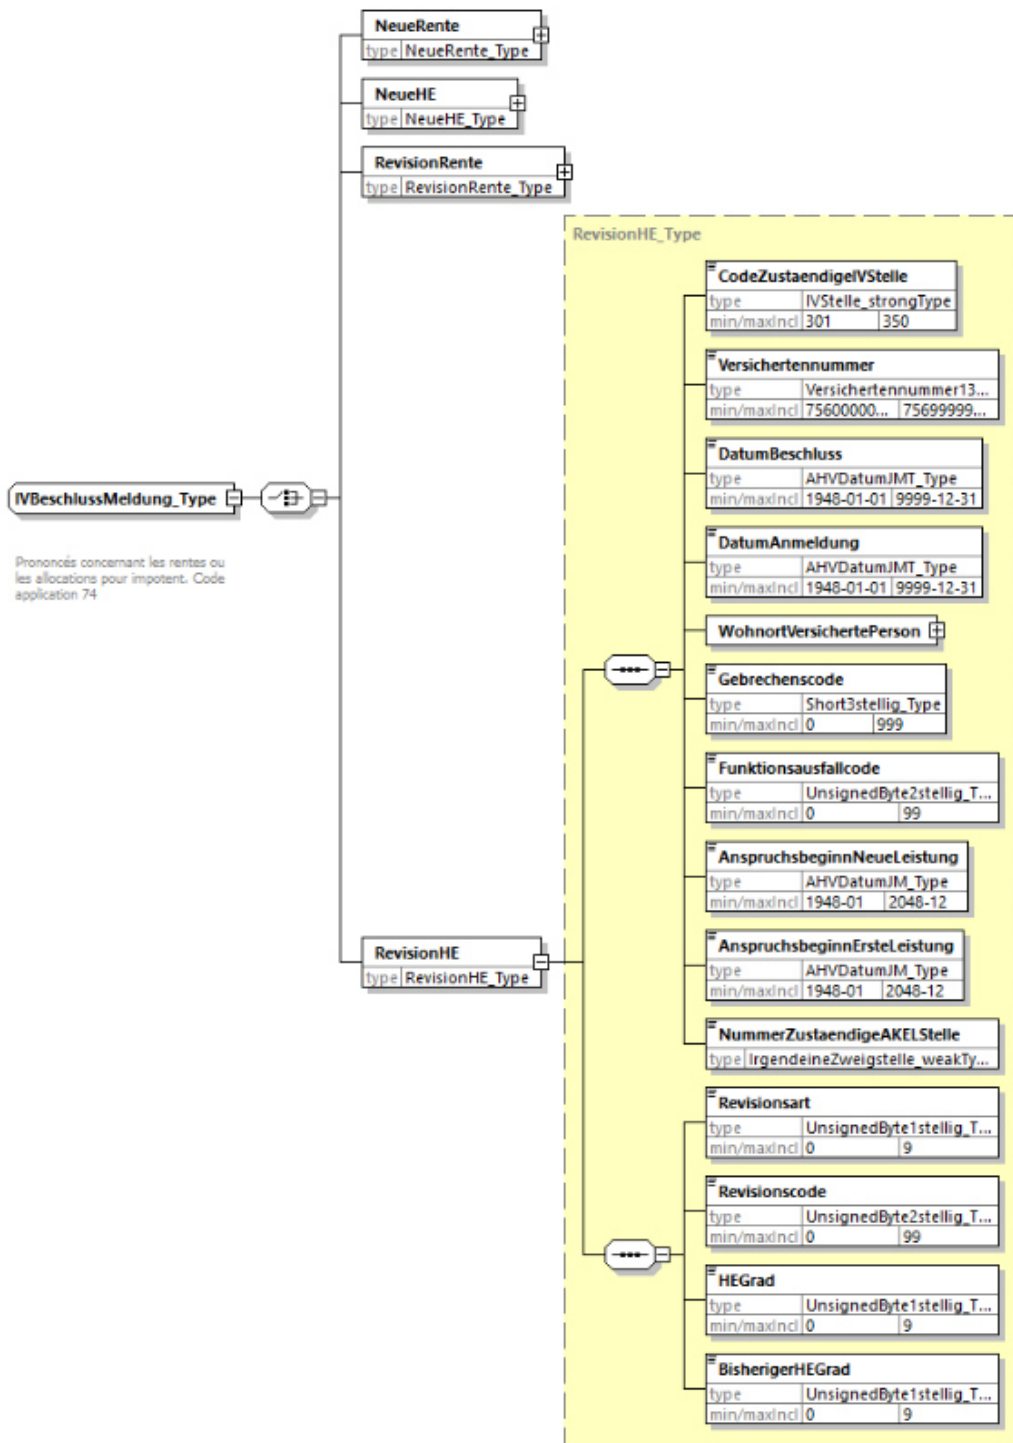 NeueRente
type NeueRente_Type
NeueHE
type NeueHE_Type
RevisionRente
type RevisionRente_Type
RevisionHE_Type
CodeZustaendigeIVStelle
type IVStelle_strongType
min/maxIncl 301 350
Versichertennummer
type Versichertennummer13...
min/maxIncl 75600000... 75699999...
DatumBeschluss
type AHVDatumJMT_Type
min/maxIncl 1948-01-01 9999-12-31
DatumAnmeldung
type AHVDatumJMT_Type
min/maxIncl 1948-01-01 9999-12-31
WohnortVersichertePerson
Gebrechenscode
type Short3stellig_Type
min/maxIncl 0 999
Funktionsausfallcode
type UnsignedByte2stellig_T...
min/maxIncl 0 99
AnspruchsbeginnNeueLeistung
type AHVDatumJM_Type
min/maxIncl 1948-01 2048-12
AnspruchsbeginnErsteLeistung
type AHVDatumJM_Type
min/maxIncl 1948-01 2048-12
NummerZustaendigeAKELStelle
type IrgendeineZweigstelle_weakTy...
IVBeschlussMeldung_Type
Prononcés concernant les rentes ou
les allocations pour impotent. Code
application 74
RevisionHE
type RevisionHE_Type
Revisionsart
type UnsignedByte1stellig_T...
min/maxIncl 0 9
Revisionscode
type UnsignedByte2stellig_T...
min/maxIncl 0 99
HEGrad
type UnsignedByte1stellig_T...
min/maxIncl 0 9
BisherigerHEGrad
type UnsignedByte1stellig_T...
min/maxIncl 0 9